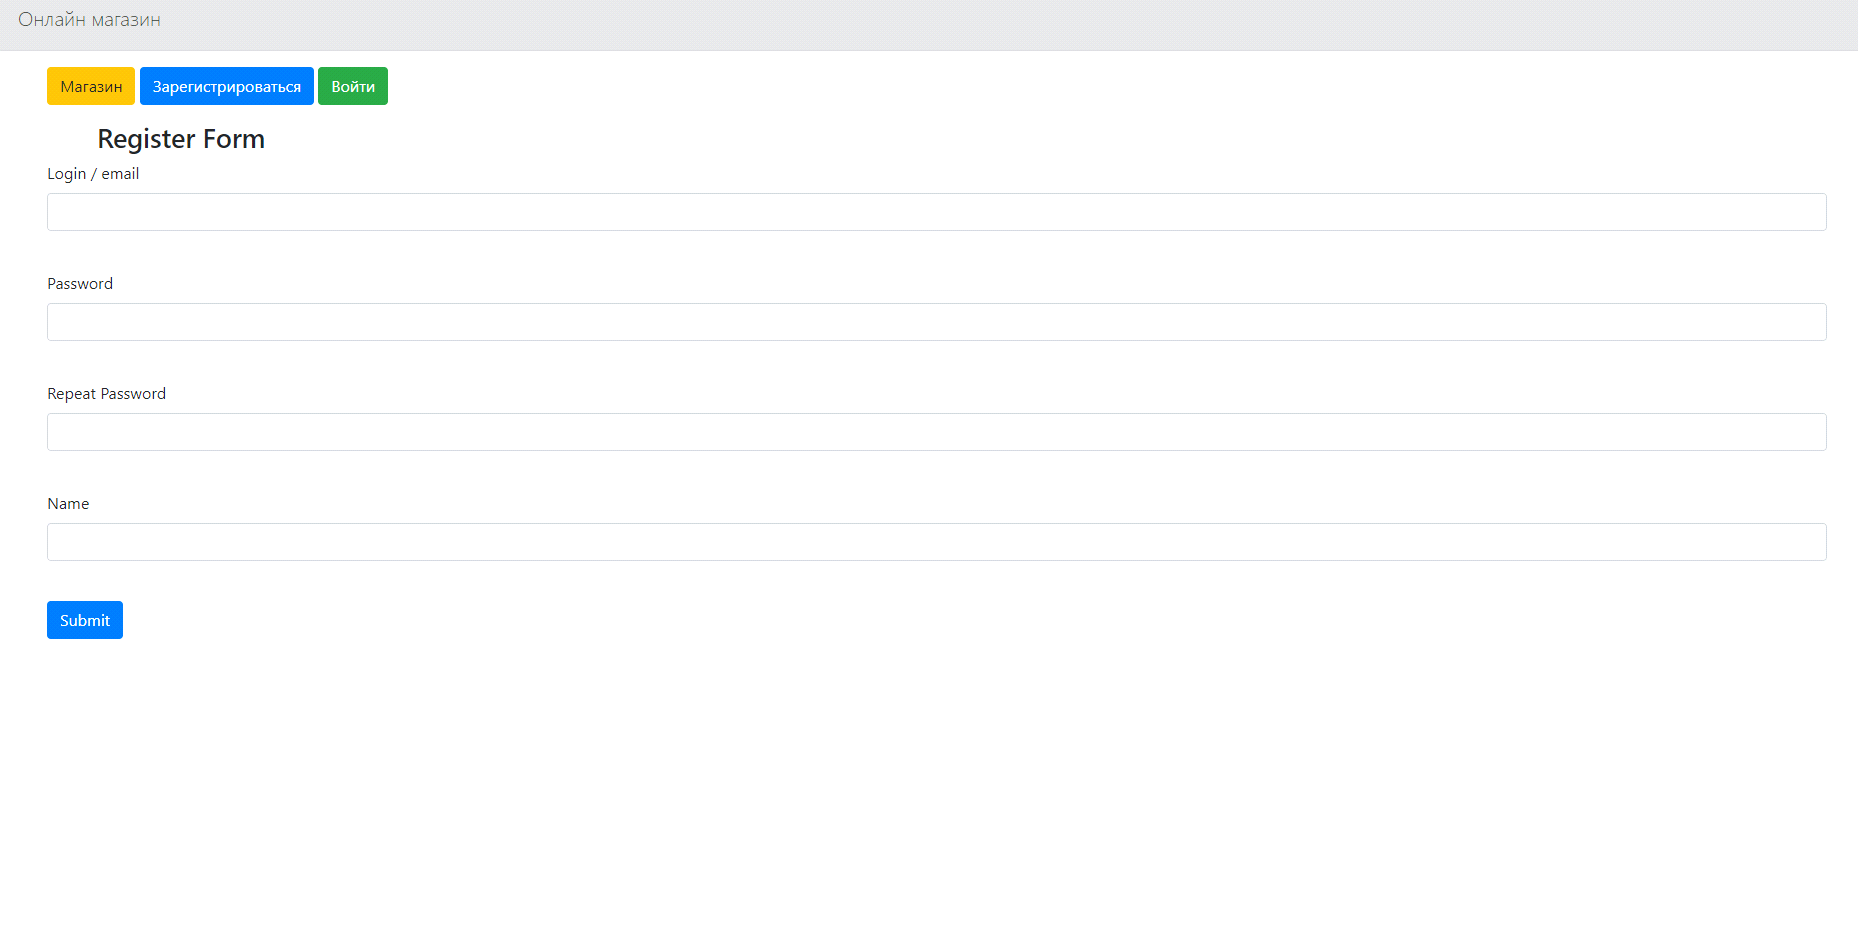 Онлайн магазин
Магазин Зарегистрироваться Войти
Register Form
Login / email
Password
Repeat Password
Name
Submit